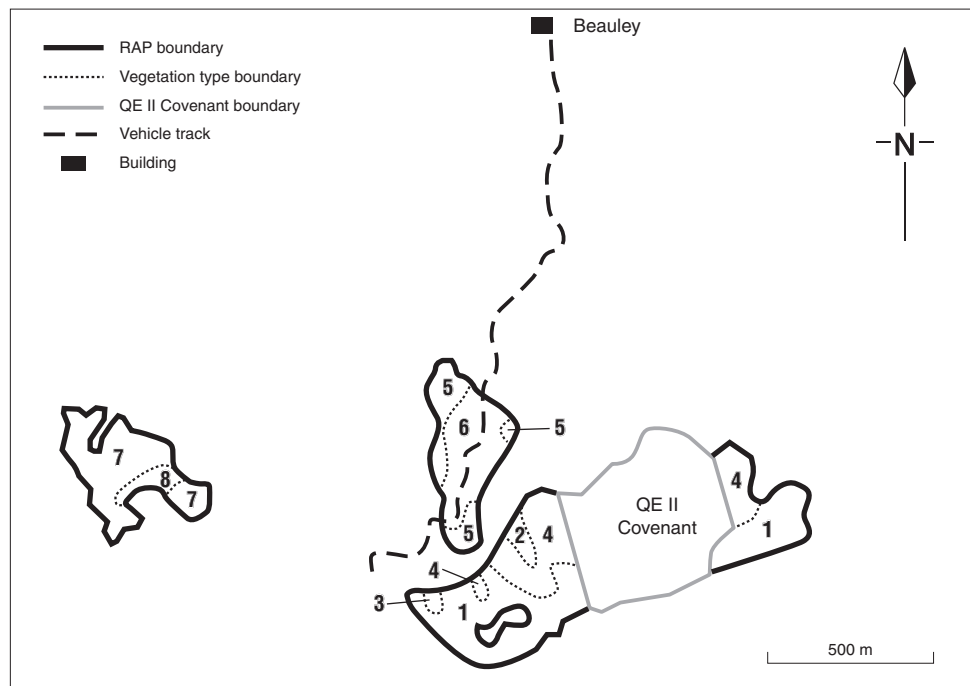 Beauley
RAP boundary
Vegetation type boundary
QE II Covenant boundary
Vehicle track
Building
N
5
6
5
7
8
7
4
QE II
Covenant
1
2
4
5
4
3
1
500 m